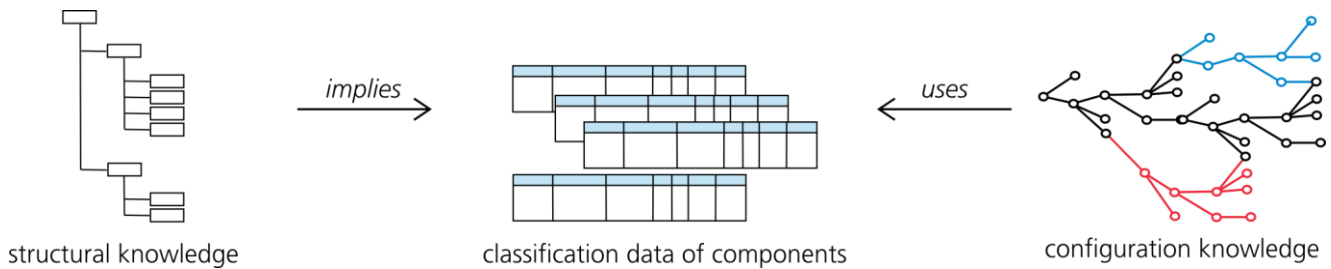 implies
uses
structural knowledge
classification data of components
configuration knowledge